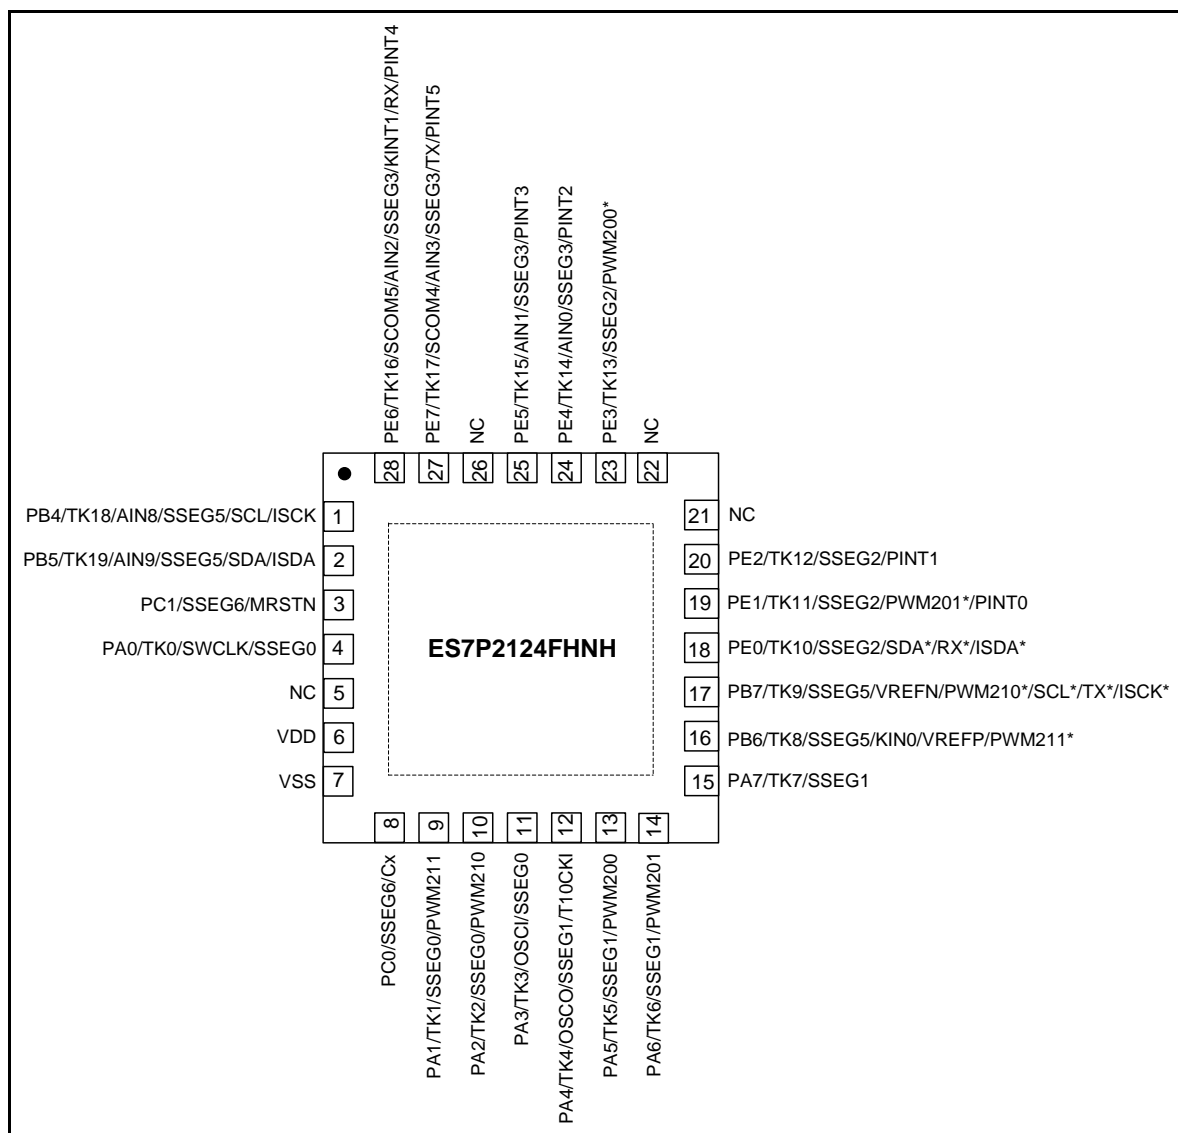 PE6/TK16/SCOM5/AIN2/SSEG3/KINT1/RX/PINT4
PE7/TK17/SCOM4/AIN3/SSEG3/TX/PINT5
NC
PE5/TK15/AIN1/SSEG3/PINT3
PE4/TK14/AIN0/SSEG3/PINT2
PE3/TK13/SSEG2/PWM200*
NC
28
27
26
25
24
23
22
PB4/TK18/AIN8/SSEG5/SCL/ISCK
1
PB5/TK19/AIN9/SSEG5/SDA/ISDA
2
PC1/SSEG6/MRSTN
3
PA0/TK0/SWCLK/SSEG0
4
NC
5
VDD
6
VSS
7
ES7P2124FHNH
21
NC
20
PE2/TK12/SSEG2/PINT1
19
PE1/TK11/SSEG2/PWM201*/PINT0
18
PE0/TK10/SSEG2/SDA*/RX*/ISDA*
17
PB7/TK9/SSEG5/VREFN/PWM210*/SCL*/TX*/ISCK*
16
PB6/TK8/SSEG5/KIN0/VREFP/PWM211*
15
PA7/TK7/SSEG1
8
9
10
11
12
13
14
PC0/SSEG6/Cx
PA1/TK1/SSEG0/PWM211
PA2/TK2/SSEG0/PWM210
PA3/TK3/OSCI/SSEG0
PA4/TK4/OSCO/SSEG1/T10CKI
PA5/TK5/SSEG1/PWM200
PA6/TK6/SSEG1/PWM201